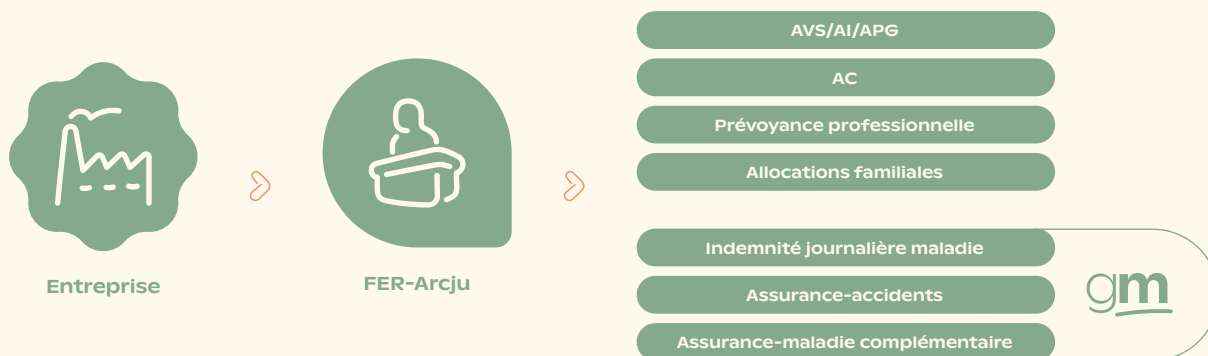 AVS/AI/APG
AC
Prévoyance professionnelle
Allocations familiales
Entreprise
FER-Arcju
Indemnité journalière maladie
Assurance-accidents
Assurance-maladie complémentaire
gm